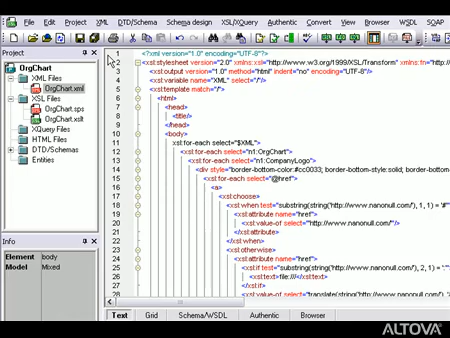 File Edit Project XML DTD/Schema Schema design XSL/XQuery Authentic Convert View Browser WSDL SOAP
Project
OrgChart
XML Files
OrgChart.xml
XSL Files
OrgChart.sps
OrgChart.xslt
XQuery Files
HTML Files
DTD/Schemas
Entities
Info
Element body
Model Mixed
1 <?xml version="1.0" encoding="UTF-8"?>
2 <xsl:stylesheet version="2.0" xmlns:xsl="http://www.w3.org/1999/XSL/Transform" xmlns:fn="http:/
3 <xsl:output version="1.0" method="html" indent="no" encoding="UTF-8"/>
4 <xsl:variable name="XML" select="/"/>
5 <xsl:template match="/">
6 <html>
7 <head>
8 <title/>
9 </head>
10 <body>
11 <xsl:for-each select="$XML">
12 <xsl:for-each select="n1:OrgChart">
13 <xsl:for-each select="n1:CompanyLogo">
14 <div style="border-bottom-color:#cc0033; border-bottom-style:solid; border-bottom
15 <xsl:for-each select="@href">
16 <a>
17 <xsl:choose>
18 <xsl:when test="substring(string('http://www.nanonull.com/'), 1, 1) = '#'
19 <xsl:attribute name="href">
20 <xsl:value-of select="'http://www.nanonull.com/'"/>
21 </xsl:attribute>
22 </xsl:when>
23 <xsl:otherwise>
24 <xsl:attribute name="href">
25 <xsl:if test="substring(string('http://www.nanonull.com/'), 2, 1) =
26 <xsl:text>file:///</xsl:text>
27 </xsl:if>
28 <xsl:value-of select="translate(string('http://www.nanonull.com/
Text Grid Schema/WSDL Authentic Browser
ALTOVA®